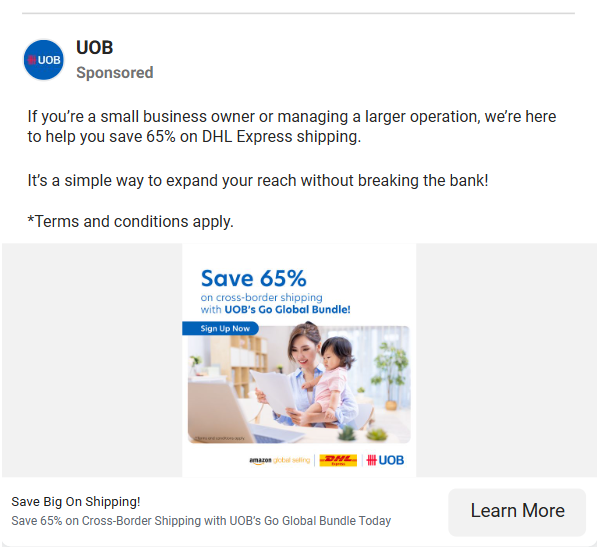 UOB
UOB
Sponsored
If you’re a small business owner or managing a larger operation, we’re here
to help you save 65% on DHL Express shipping.
It’s a simple way to expand your reach without breaking the bank!
*Terms and conditions apply.
Save 65%
on cross-border shipping
with UOB's Go Global Bundle!
Sign Up Now
*Terms and conditions apply
amazon global selling DHL Express UOB
Save Big On Shipping!
Save 65% on Cross-Border Shipping with UOB's Go Global Bundle Today
Learn More